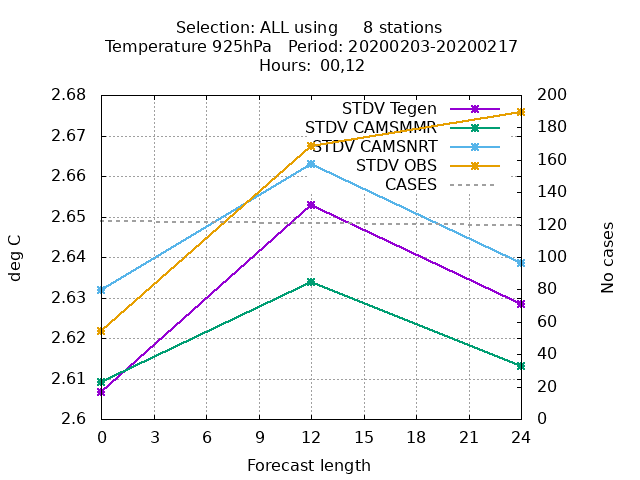 Selection: ALL using 8 stations
Temperature 925hPa Period: 20200203-20200217
Hours: 00,12
2.68
2.67
2.66
2.65
2.64
2.63
2.62
2.61
2.6
deg C
200
180
160
140
120
100
80
60
40
20
0
No cases
STDV Tegen
STDV CAMSMMR
STDV CAMSNRT
STDV OBS
CASES
0 3 6 9 12 15 18 21 24
Forecast length